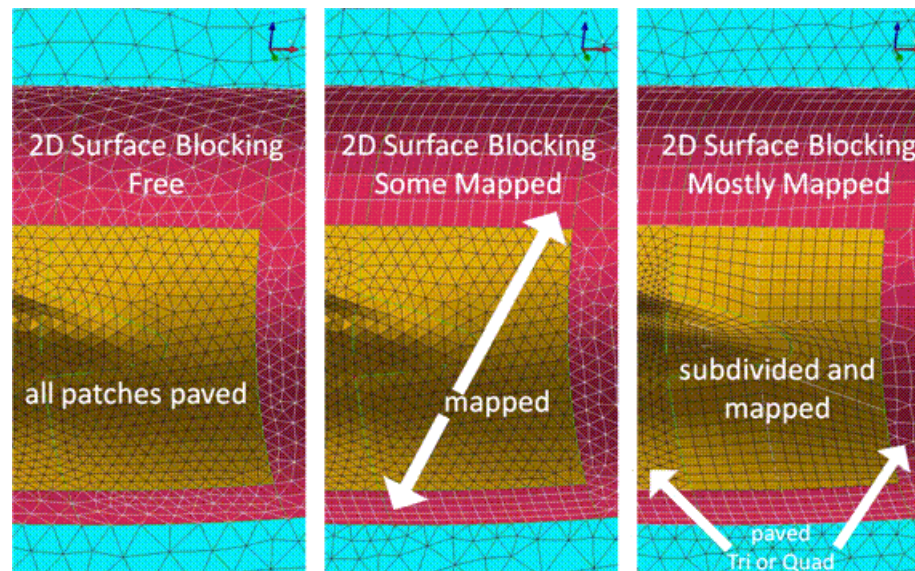 2D Surface Blocking
Free
all patches paved
2D Surface Blocking
Some Mapped
mapped
2D Surface Blocking
Mostly Mapped
subdivided and
mapped
paved
Tri or Quad